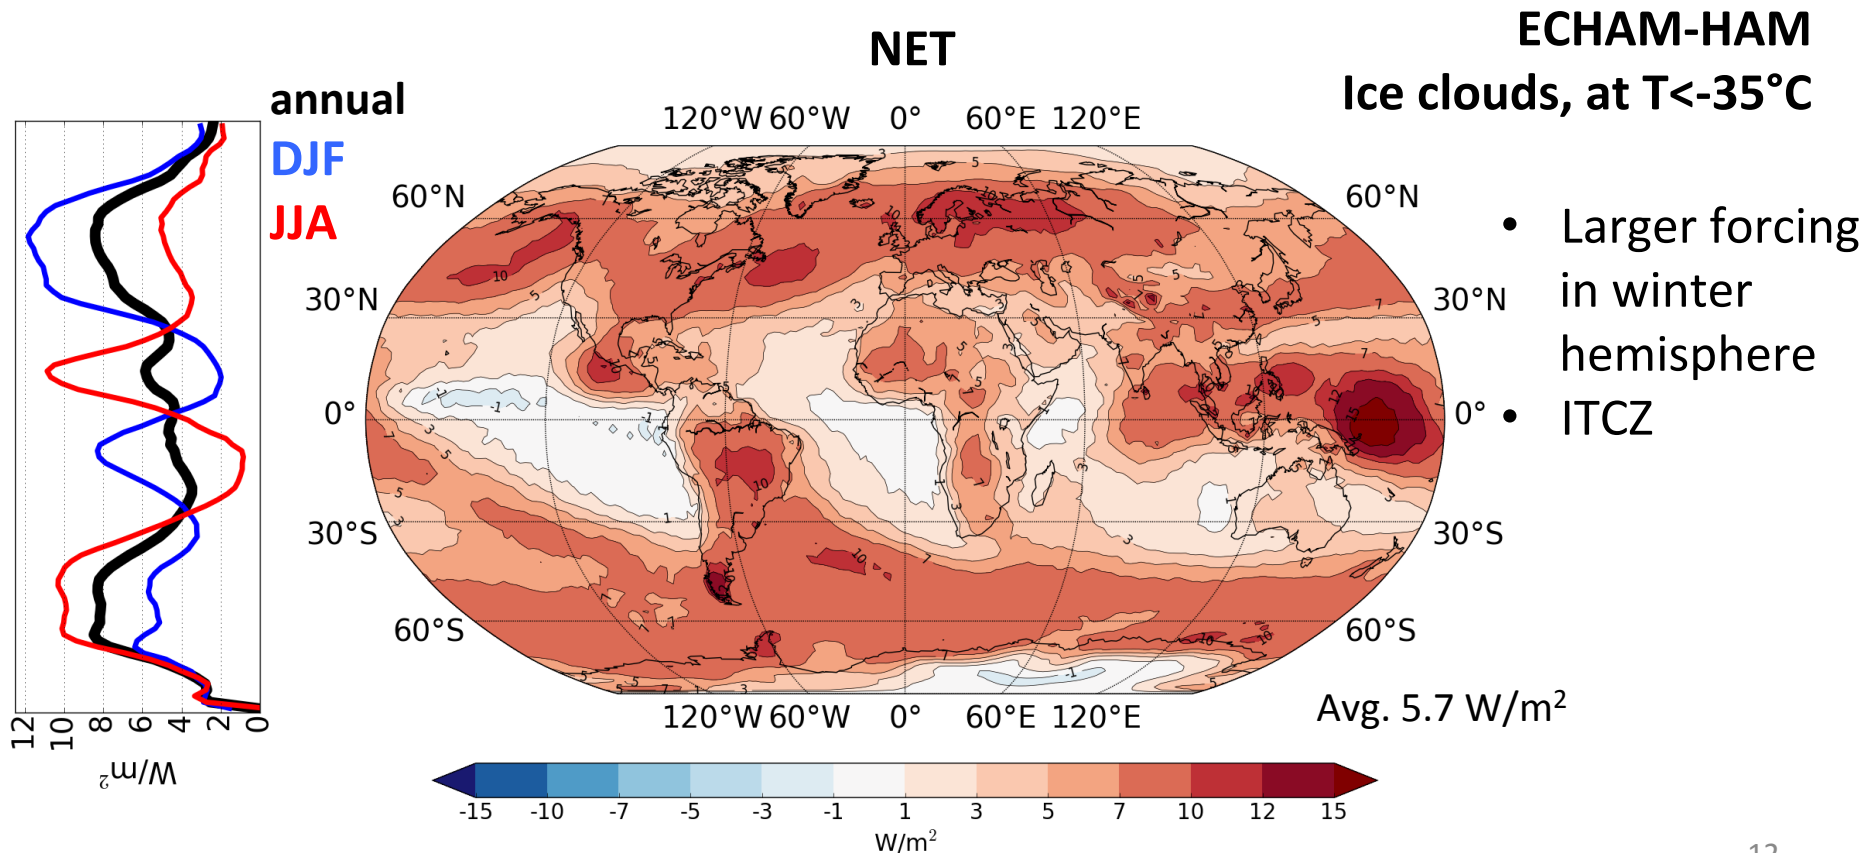 NET
ECHAM-HAM
Ice clouds, at T<-35°C
annual
DJF
JJA
120°W 60°W 0° 60°E 120°E
60°N
30°N
0°
30°S
60°S
60°N
30°N
0°
30°S
60°S
120°W 60°W 0° 60°E 120°E
• Larger forcing
in winter
hemisphere
• ITCZ
Avg. 5.7 W/m²
12 10 8 6 4 2 0
W/m²
-15 -10 -7 -5 -3 -1 1 3 5 7 10 12 15
W/m²